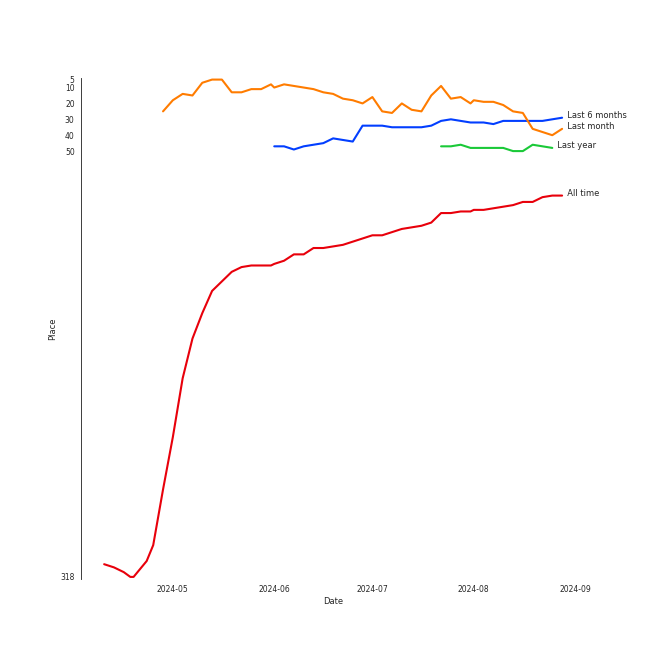 5
10
20
30
40
50
318
Place
Last 6 months
Last month
Last year
All time
2024-05
2024-06
2024-07
2024-08
2024-09
Date